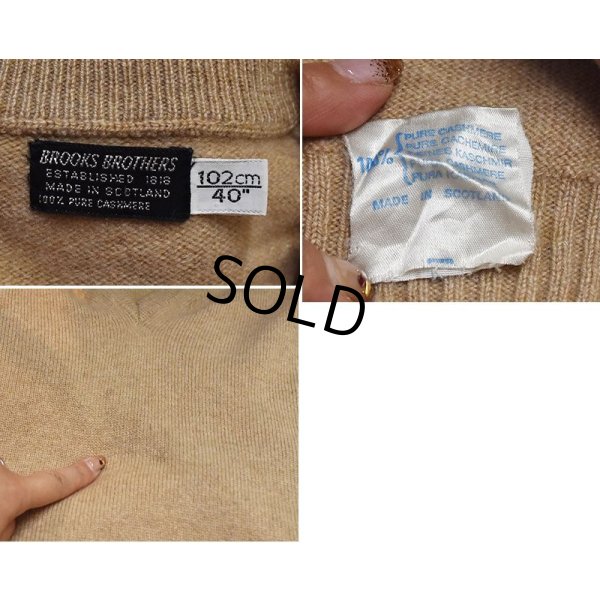 BROOKS BROTHERS
ESTABLISHED 1818
MADE IN SCOTLAND
100% PURE CASHMERE
102cm
40"
100%
PURE CASHMERE
PURE CACHEMIRE
KASCHMIR
CASHMERE
PURA
MADE IN SCOTLAND
SOLD